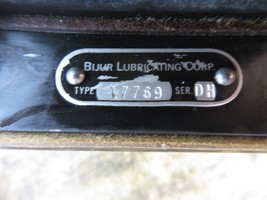 BIJUR LUBRICATING CORP.
TYPE 17769 SER. DH